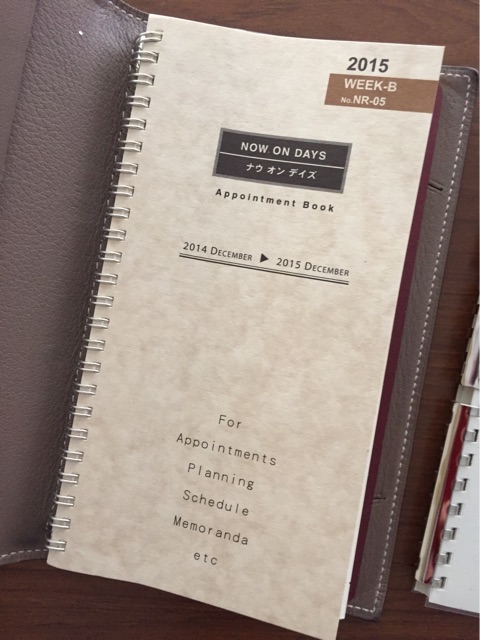 2015
WEEK-B
No.NR-05
NOW ON DAYS
ナウ オン デイズ
Appointment Book
2014 DECEMBER ▶ 2015 DECEMBER
For
Appointments
Planning
Schedule
Memoranda
etc